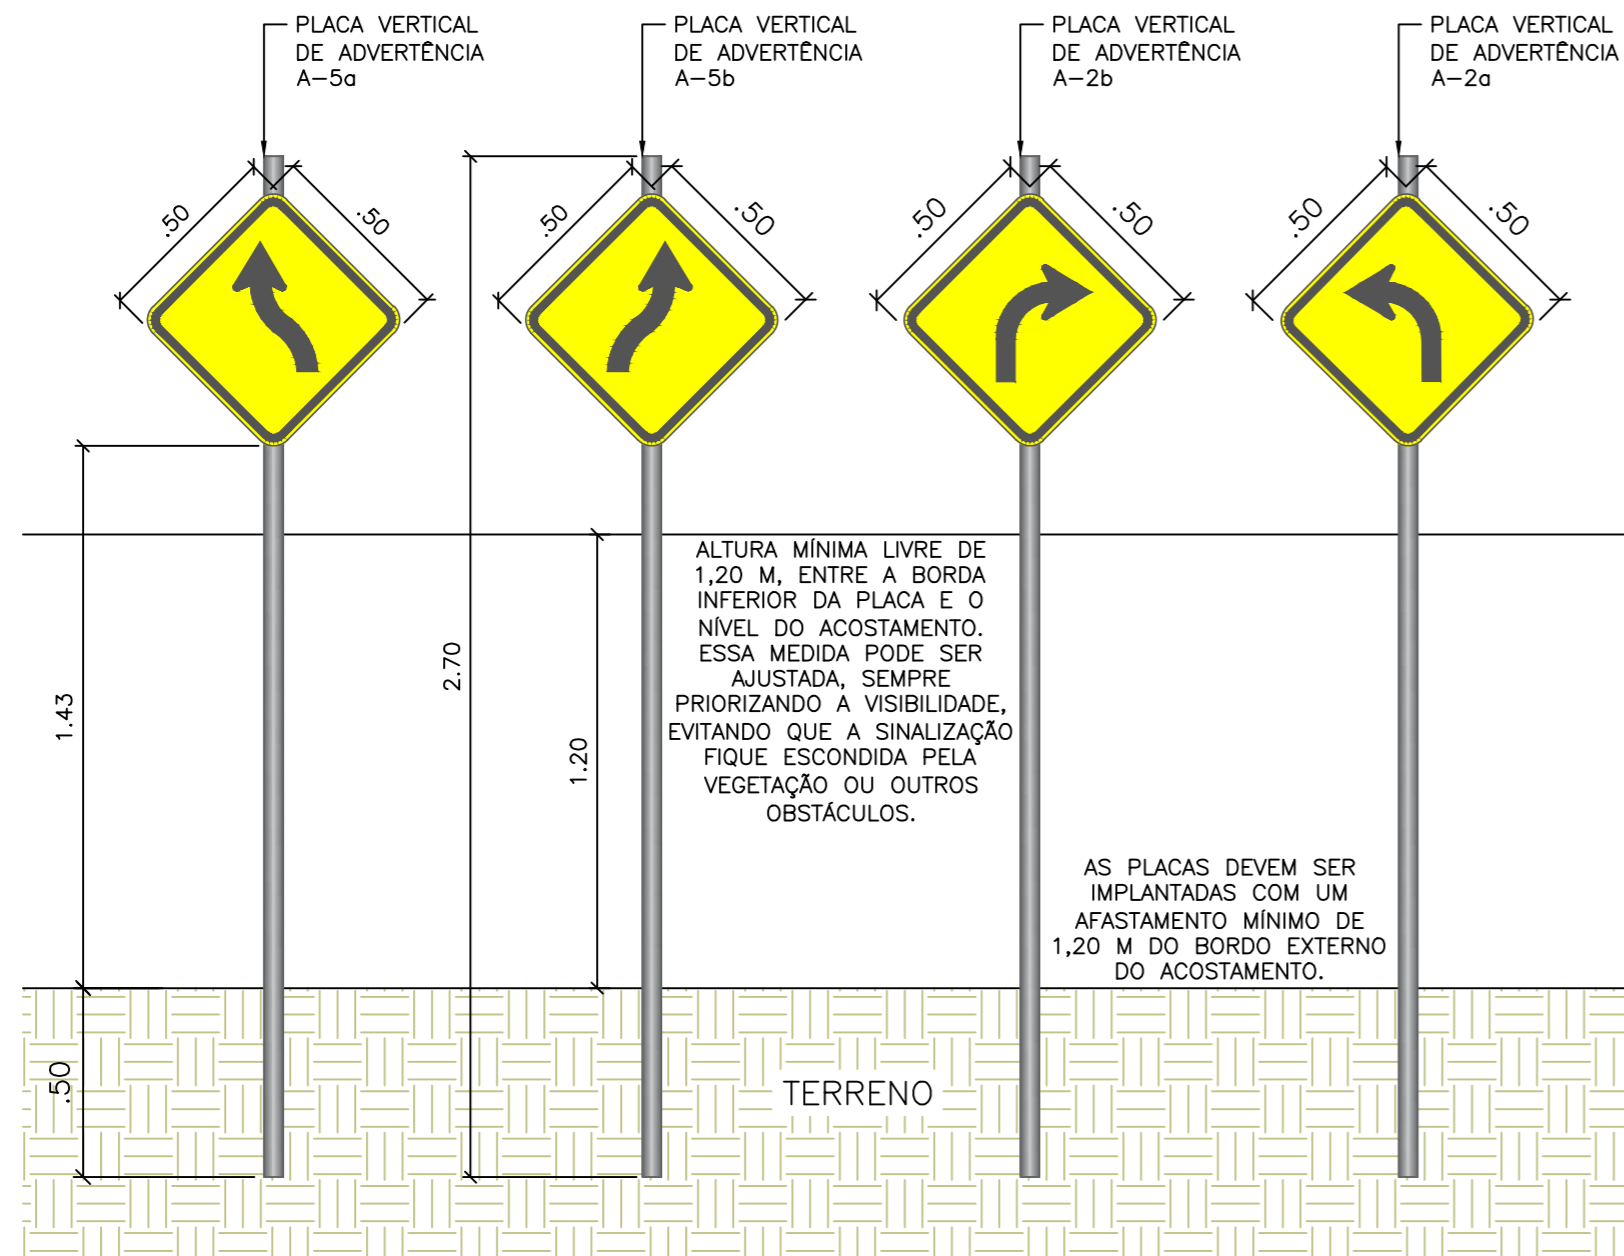 PLACA VERTICAL
DE ADVERTÊNCIA
A-5a
PLACA VERTICAL
DE ADVERTÊNCIA
A-5b
PLACA VERTICAL
DE ADVERTÊNCIA
A-2b
PLACA VERTICAL
DE ADVERTÊNCIA
A-2a
.50
.50
.50
.50
.50
.50
.50
.50
1.43
2.70
1.20
ALTURA MÍNIMA LIVRE DE
1,20 M, ENTRE A BORDA
INFERIOR DA PLACA E O
NÍVEL DO ACOSTAMENTO.
ESSA MEDIDA PODE SER
AJUSTADA, SEMPRE
PRIORIZANDO A VISIBILIDADE,
EVITANDO QUE A SINALIZAÇÃO
FIQUE ESCONDIDA PELA
VEGETAÇÃO OU OUTROS
OBSTÁCULOS.
AS PLACAS DEVEM SER
IMPLANTADAS COM UM
AFASTAMENTO MÍNIMO DE
1,20 M DO BORDO EXTERNO
DO ACOSTAMENTO.
.50
TERRENO